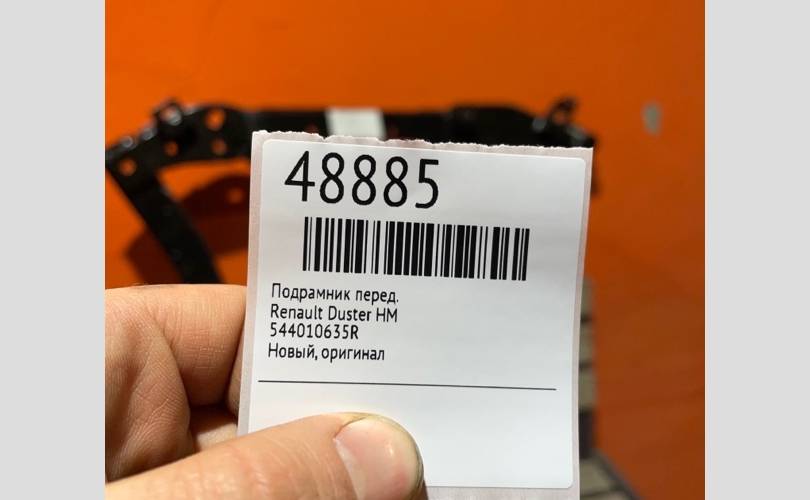 48885
Подрамник перед.
Renault Duster HM
544010635R
Новый, оригинал